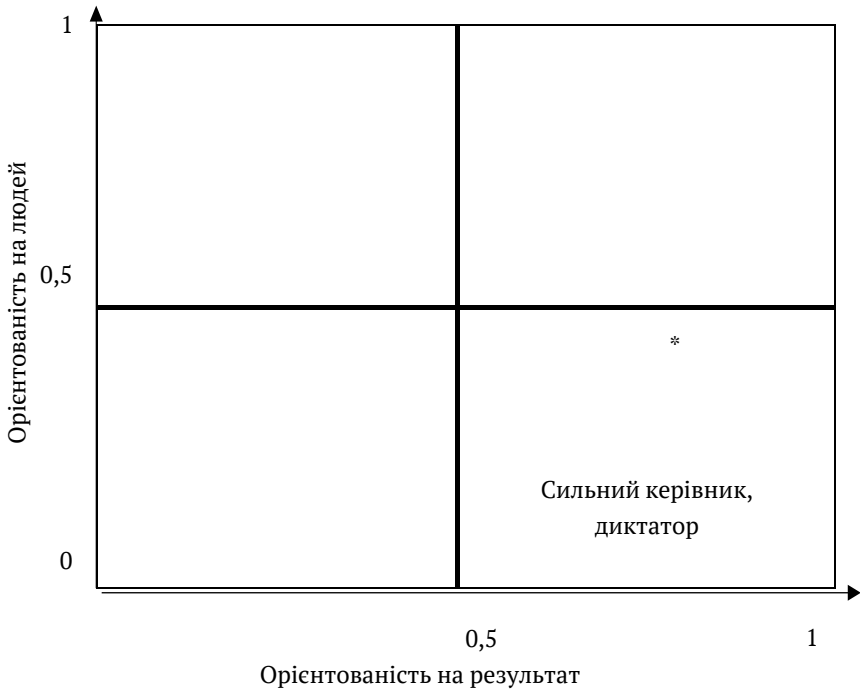 1
Орієнтованість на людей
0,5
*
Сильний керівник,
диктатор
0
0,5
1
Орієнтованість на результат